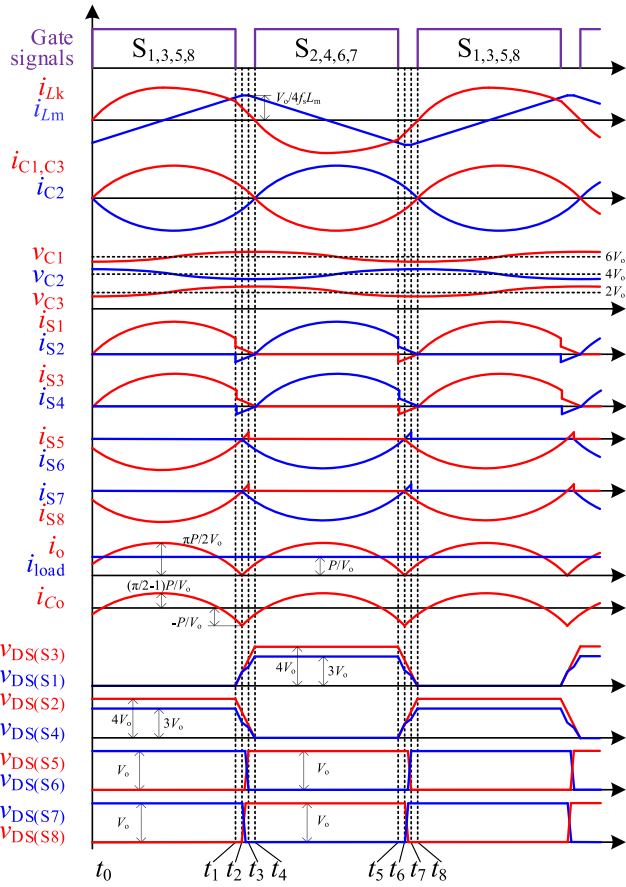 Gate signals
S1,3,5,8
S2,4,6,7
S1,3,5,8
iLk
iLm
Vo/4fsLm
iC1,C3
iC2
vC1
vC2
vC3
6Vo
4Vo
2Vo
iS1
iS2
iS3
iS4
iS5
iS6
iS7
iS8
io
iload
πP/2Vo
P/Vo
iCo
(π/2-1)P/Vo
-P/Vo
vDS(S3)
vDS(S1)
4Vo
3Vo
vDS(S2)
vDS(S4)
4Vo
3Vo
vDS(S5)
vDS(S6)
Vo
Vo
vDS(S7)
vDS(S8)
Vo
Vo
t0 t1 t2 t3 t4 t5 t6 t7 t8